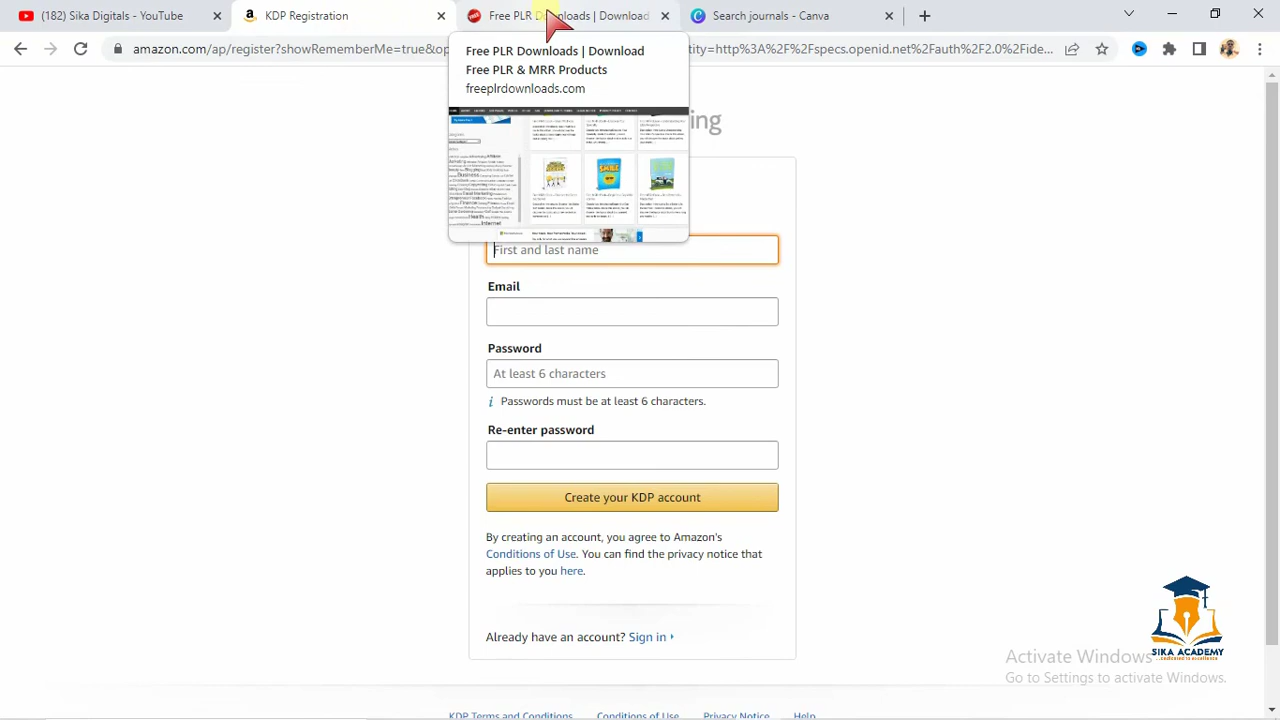 (182) Sika Digitals - YouTube
KDP Registration
Free PLR Downloads | Download
Search journals - Canva
amazon.com/ap/register?showRememberMe=true&op
entity=http%3A%2F%2Fspecs.openid.net%2Fauth%2F2.0%2Fide...
Free PLR Downloads | Download
Free PLR & MRR Products
freeplrdownloads.com
SMILE
First and last name
Email
Password
At least 6 characters
i Passwords must be at least 6 characters.
Re-enter password
Create your KDP account
By creating an account, you agree to Amazon's
Conditions of Use. You can find the privacy notice that
applies to you here.
Already have an account? Sign in
SIKA ACADEMY
...dedicated to excellence
Activate Windows
Go to Settings to activate Windows.
KDP Terms and Conditions
Conditions of Use
Privacy Notice
Help